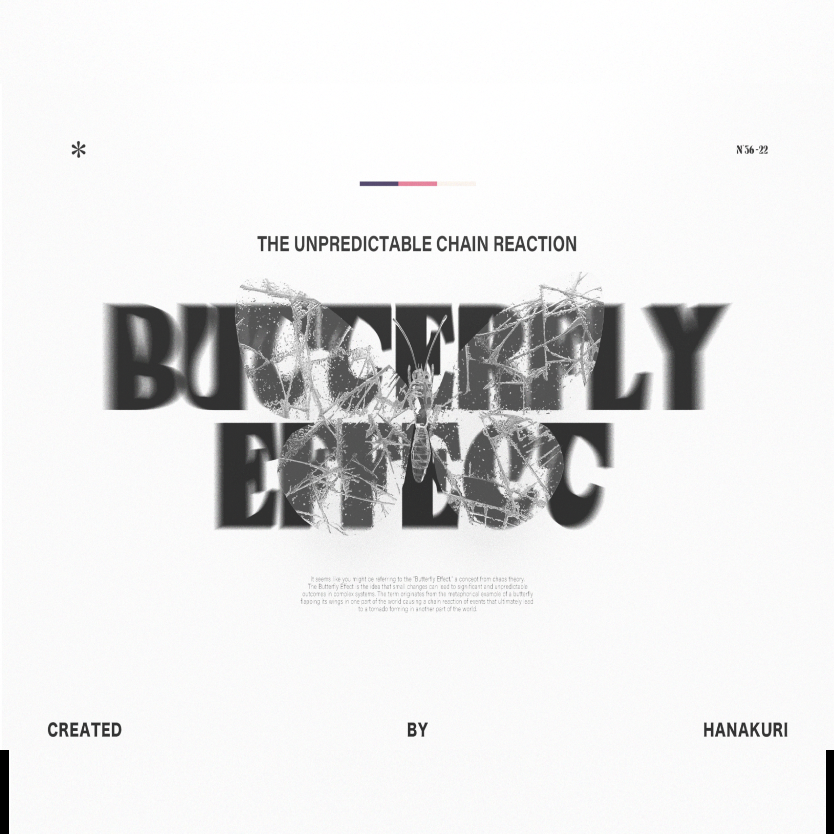 *
N°36-22
THE UNPREDICTABLE CHAIN REACTION
BUTTERFLY
EFFECT
It seems like you might be referring to the "Butterfly Effect," a concept from chaos theory.
The Butterfly Effect is the idea that small changes can lead to significant and unpredictable
outcomes in complex systems. The term originates from the metaphorical example of a butterfly
flapping its wings in one part of the world causing a chain reaction of events that ultimately lead
to a tornado forming in another part of the world.
CREATED BY HANAKURI